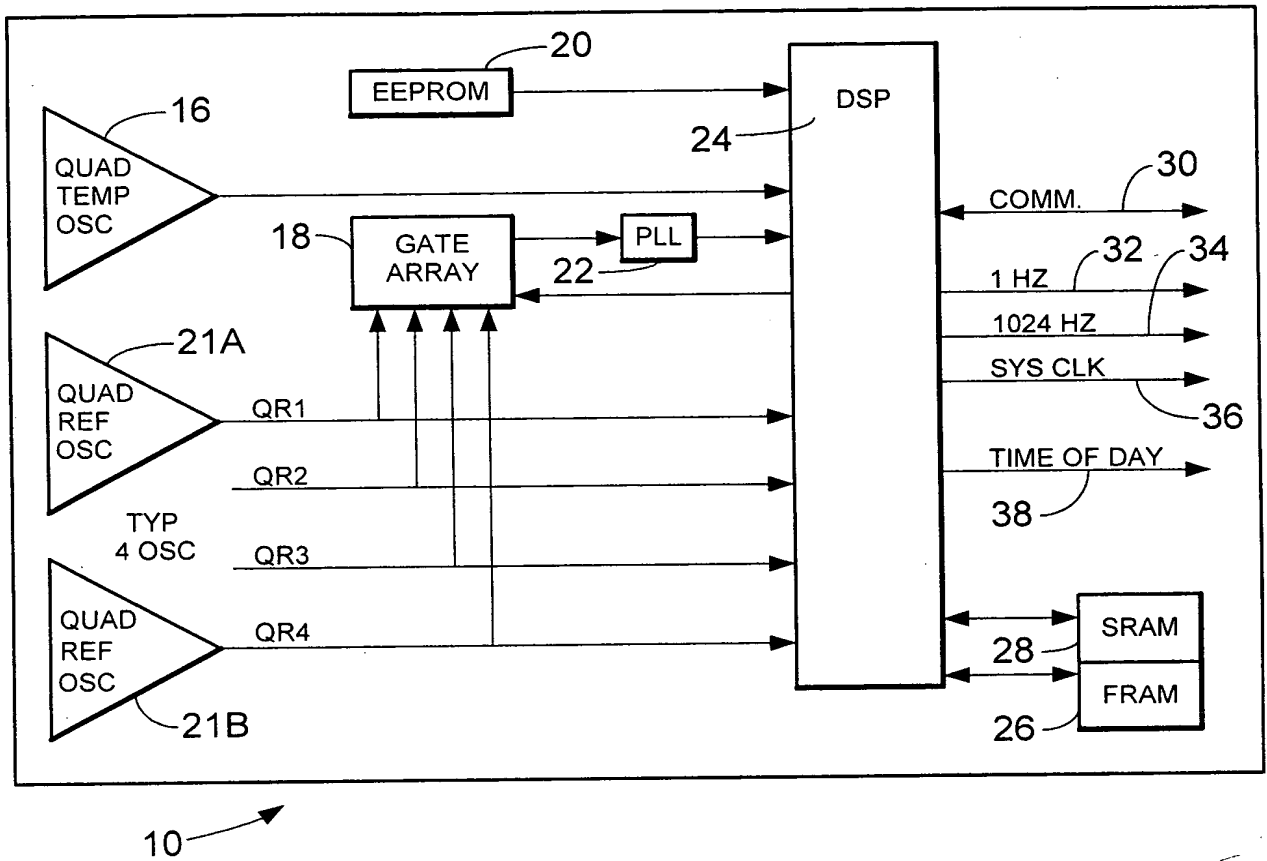 20
EEPROM
DSP
16
24
QUAD
TEMP
OSC
30
COMM.
18
GATE
ARRAY
PLL
22
32
34
1 HZ
21A
1024 HZ
SYS CLK
QUAD
REF
OSC
QR1
36
QR2
TIME OF DAY
38
TYP
4 OSC
QR3
QUAD
REF
OSC
QR4
SRAM
28
FRAM
26
21B
10